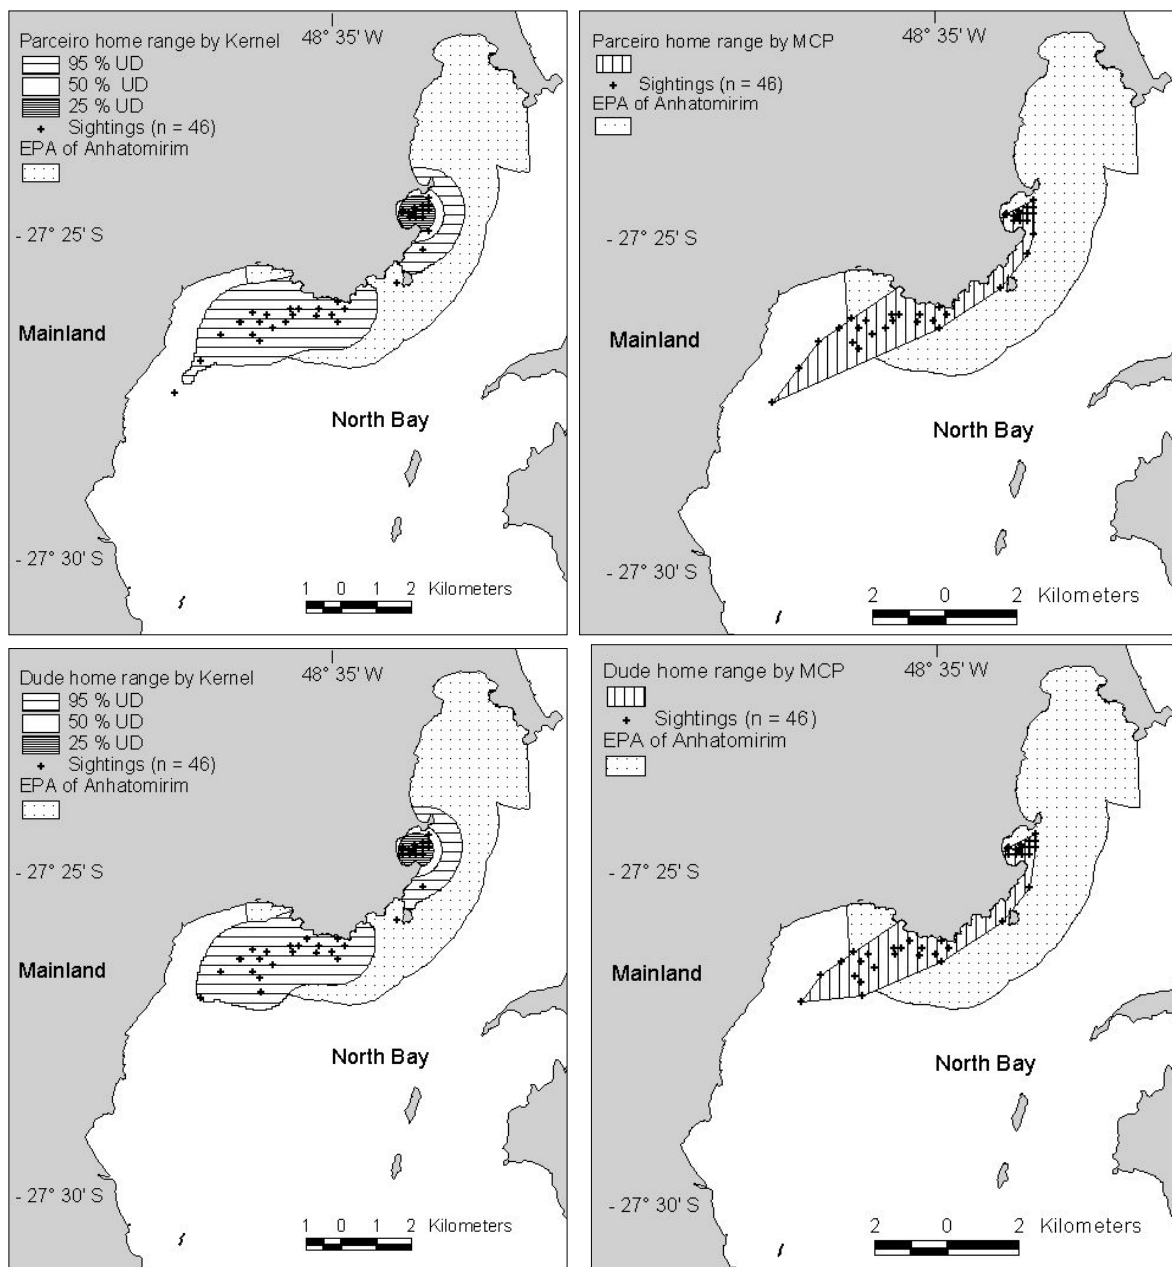 Parceiro home range by Kernel
48° 35' W
95 % UD
50 % UD
25 % UD
Sightings (n = 46)
EPA of Anhatomirim
- 27° 25' S
Mainland
North Bay
- 27° 30' S
1 0 1 2 Kilometers
Parceiro home range by MCP
48° 35' W
Sightings (n = 46)
EPA of Anhatomirim
- 27° 25' S
Mainland
North Bay
- 27° 30' S
2 0 2 Kilometers
Dude home range by Kernel
48° 35' W
95 % UD
50 % UD
25 % UD
Sightings (n = 46)
EPA of Anhatomirim
- 27° 25' S
Mainland
North Bay
- 27° 30' S
1 0 1 2 Kilometers
Dude home range by MCP
48° 35' W
Sightings (n = 46)
EPA of Anhatomirim
- 27° 25' S
Mainland
North Bay
- 27° 30' S
2 0 2 Kilometers